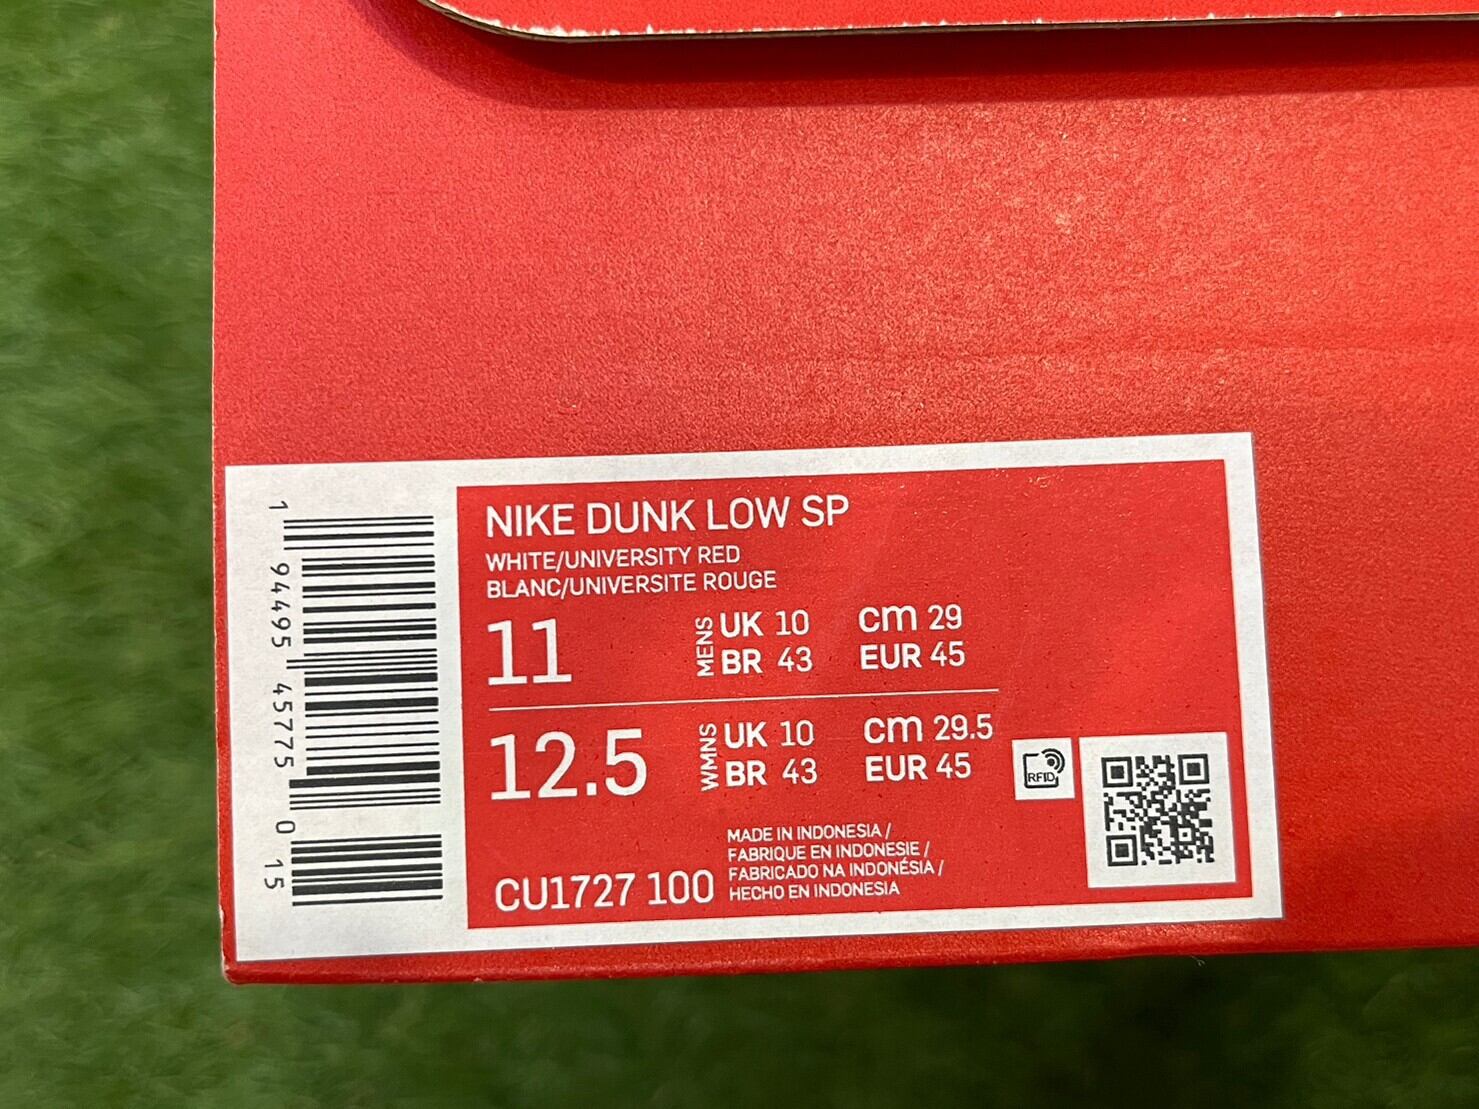 NIKE DUNK LOW SP
WHITE/UNIVERSITY RED
BLANC/UNIVERSITE ROUGE
11 MENS UK 10 cm 29
BR 43 EUR 45
12.5 WMNS UK 10 cm 29.5
BR 43 EUR 45
RFID
MADE IN INDONESIA /
FABRIQUE EN INDONESIE /
FABRICADO NA INDONÉSIA /
HECHO EN INDONESIA
CU1727 100
1 94495 45775 0 15